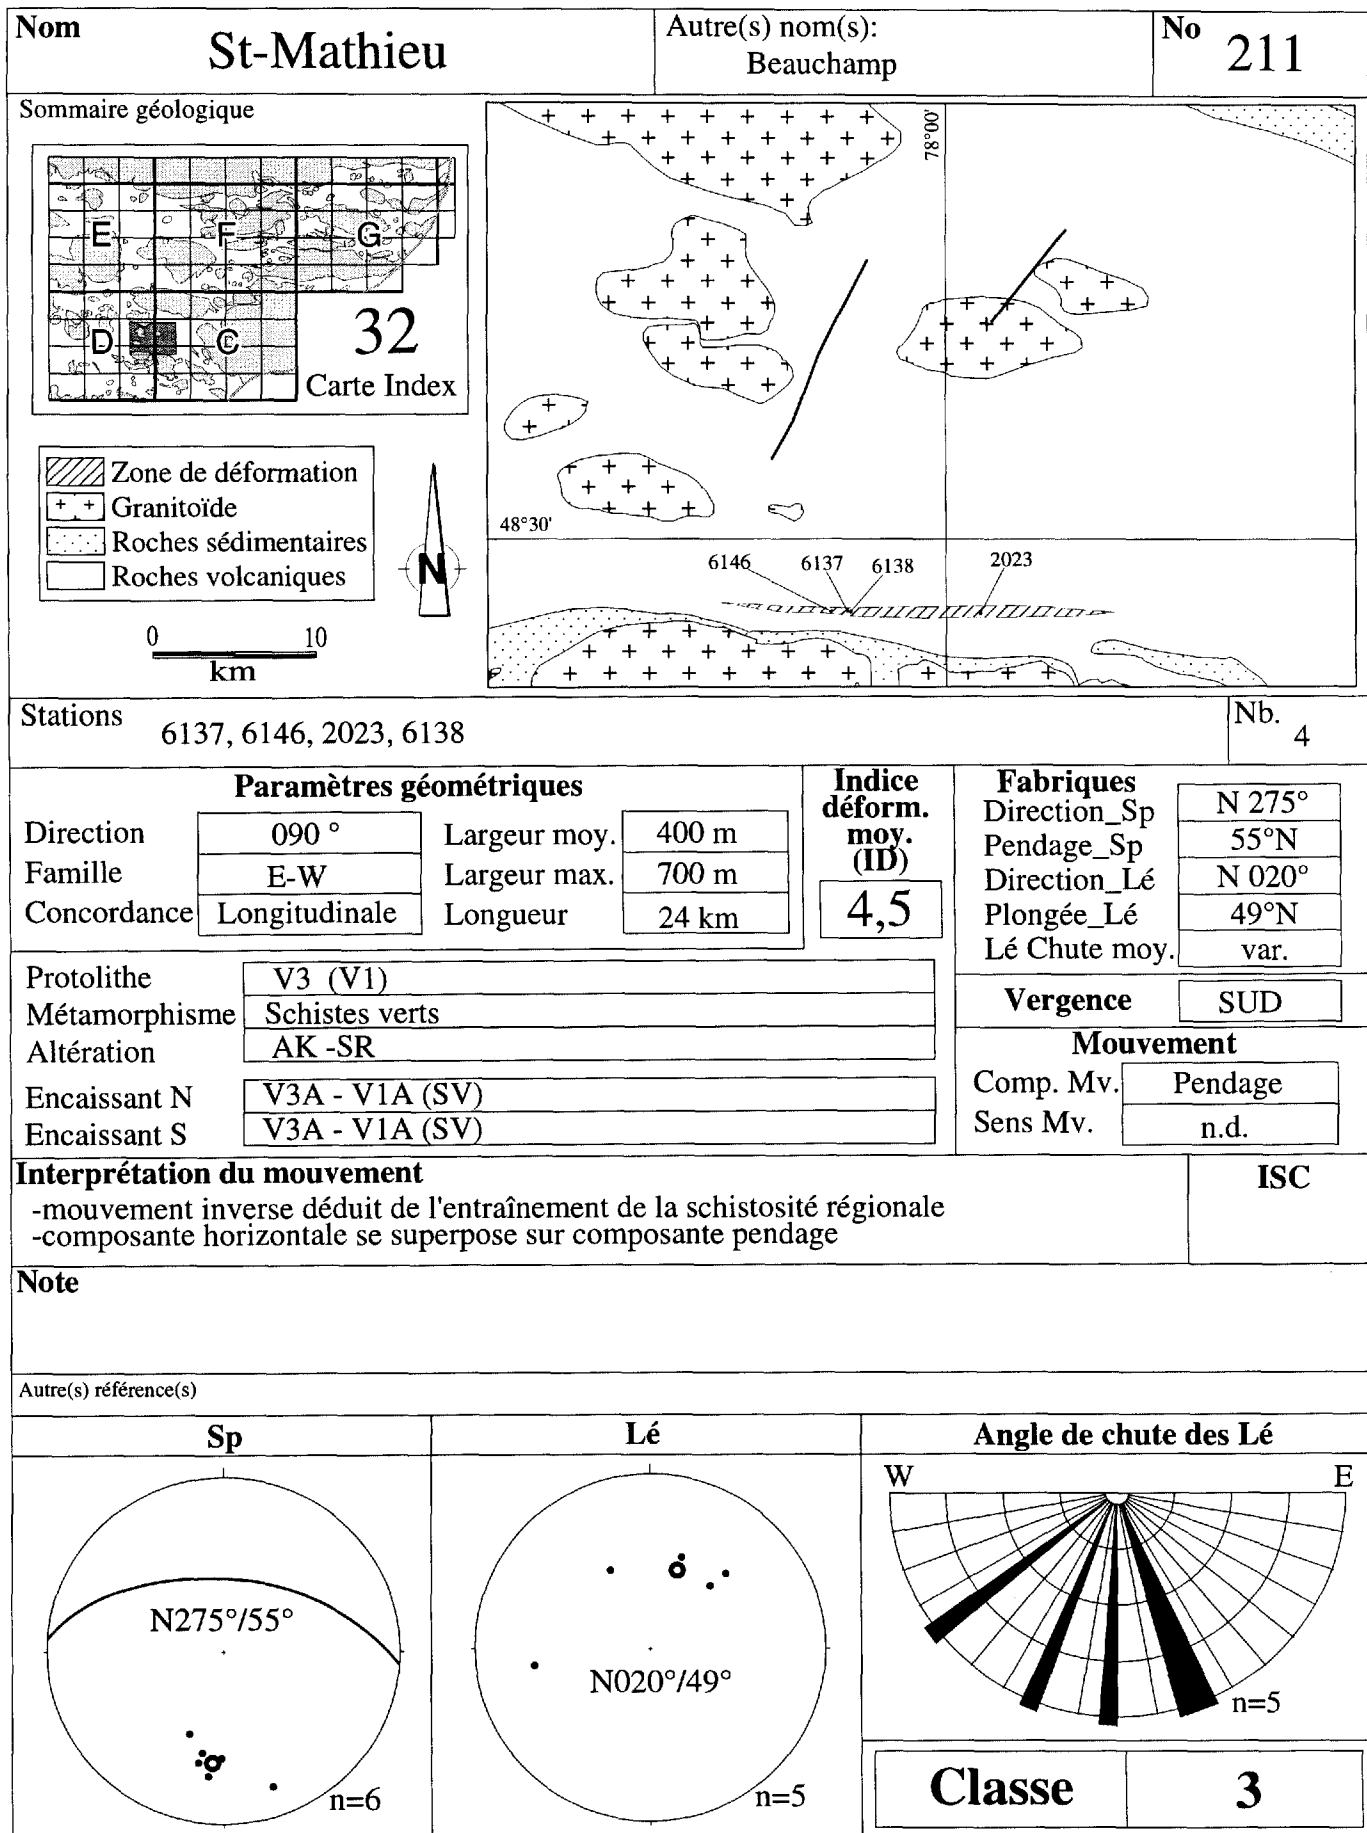 Nom
St-Mathieu
Autre(s) nom(s):
Beauchamp
No 211
Sommaire géologique
E F G
D C
32
Carte Index
Zone de déformation
Granitoïde
Roches sédimentaires
Roches volcaniques
N
0 10
km
78°00'
48°30'
6146 6137 6138 2023
Stations
6137, 6146, 2023, 6138
Nb.
4
Paramètres géométriques
Direction 090 °
Famille E-W
Concordance Longitudinale
Largeur moy. 400 m
Largeur max. 700 m
Longueur 24 km
Indice
déform.
moy.
(ID)
4,5
Fabriques
Direction_Sp N 275°
Pendage_Sp 55°N
Direction_Lé N 020°
Plongée_Lé 49°N
Lé Chute moy. var.
Protolithe V3 (V1)
Métamorphisme Schistes verts
Altération AK -SR
Encaissant N V3A - V1A (SV)
Encaissant S V3A - V1A (SV)
Vergence SUD
Mouvement
Comp. Mv. Pendage
Sens Mv. n.d.
Interprétation du mouvement
-mouvement inverse déduit de l'entraînement de la schistosité régionale
-composante horizontale se superpose sur composante pendage
ISC
Note
Autre(s) référence(s)
Sp
N275°/55°
n=6
Lé
N020°/49°
n=5
Angle de chute des Lé
W E
n=5
Classe 3